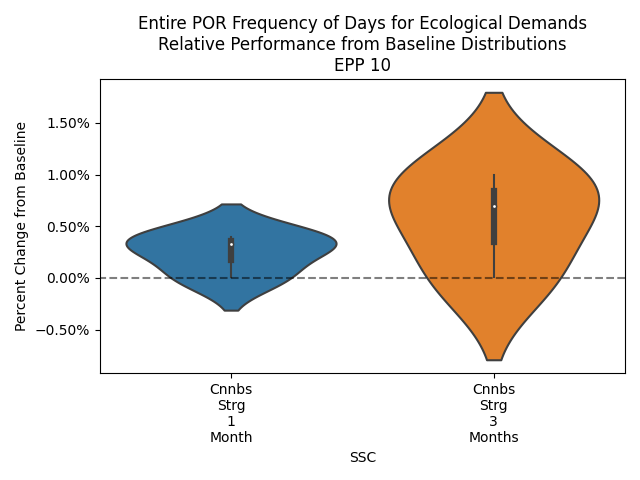 Entire POR Frequency of Days for Ecological Demands
Relative Performance from Baseline Distributions
EPP 10
Percent Change from Baseline
1.50%
1.00%
0.50%
0.00%
−0.50%
Cnnbs
Strg
1
Month
Cnnbs
Strg
3
Months
SSC